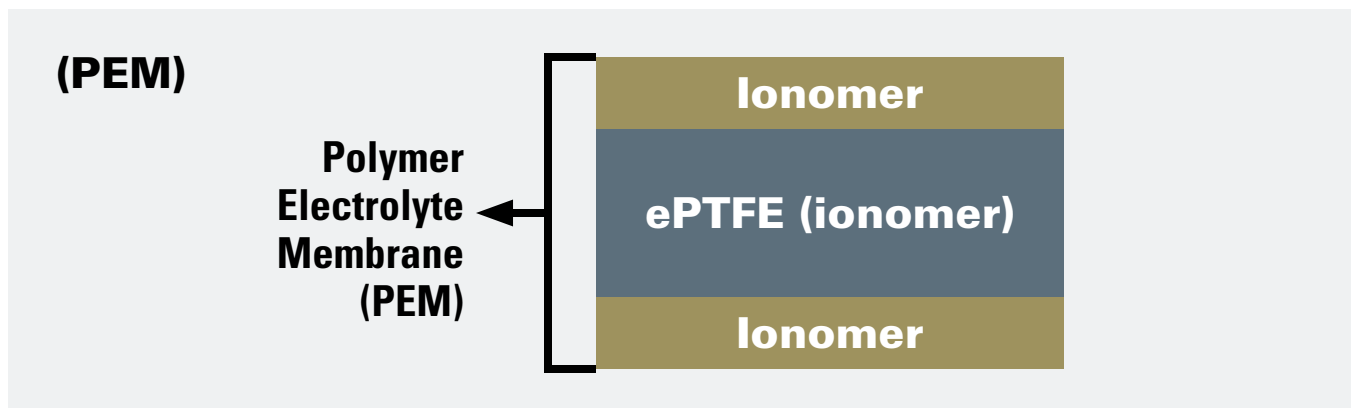 (PEM)
Ionomer
Polymer
Electrolyte
Membrane
(PEM)
ePTFE (ionomer)
Ionomer